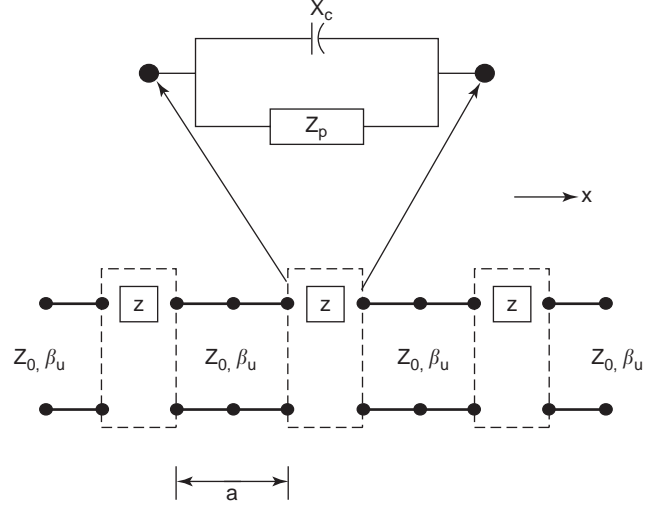 X_c
Z_p
x
z z z
Z_0, β_u Z_0, β_u Z_0, β_u Z_0, β_u
a